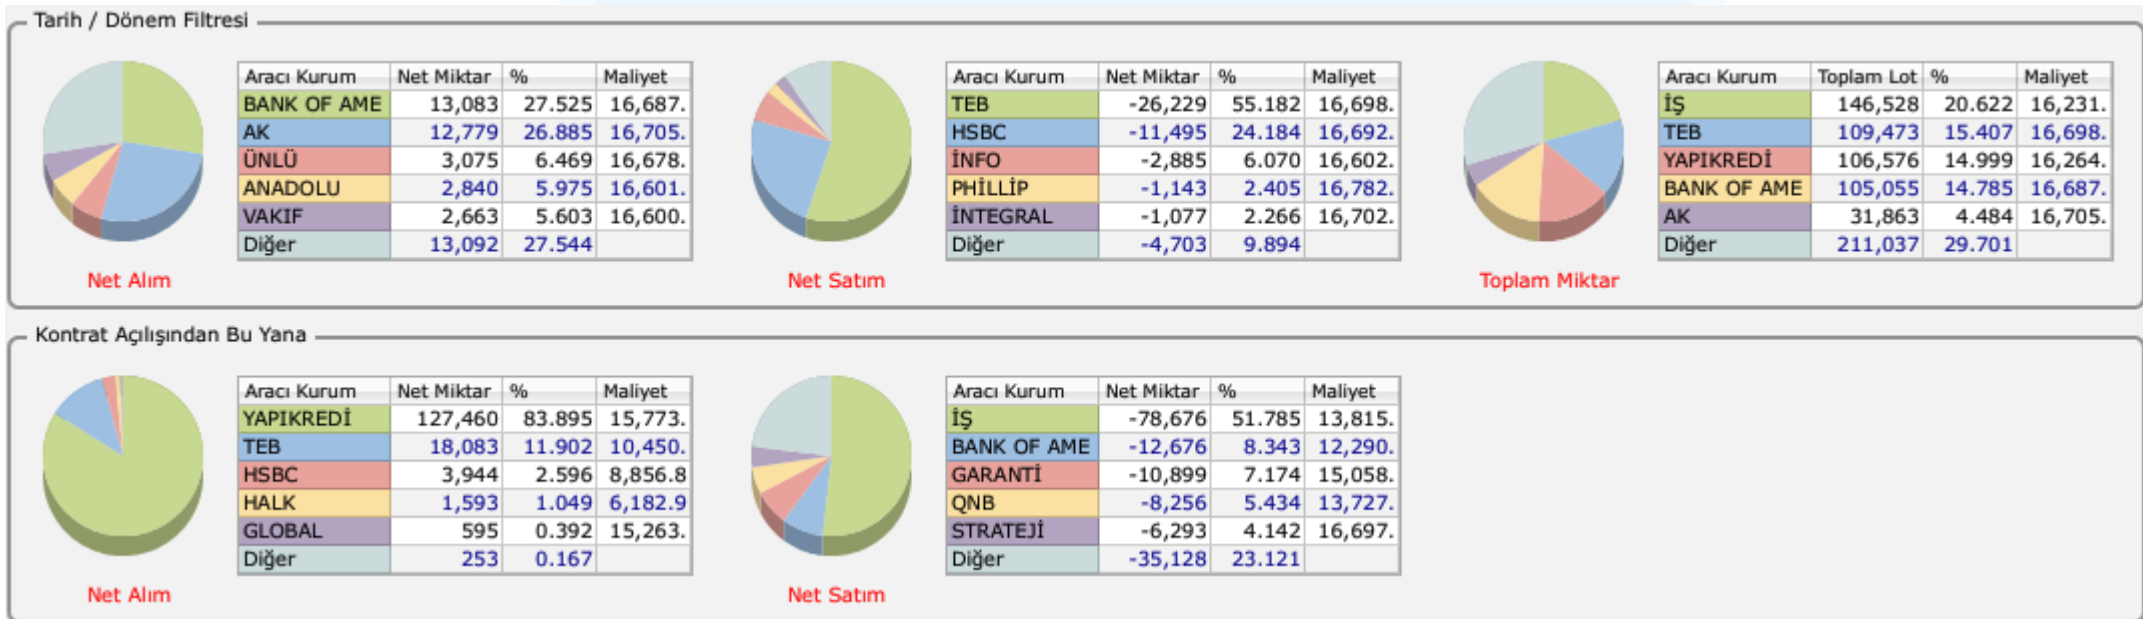 Tarih / Dönem Filtresi
Aracı Kurum Net Miktar % Maliyet
BANK OF AME 13,083 27.525 16,687.
AK 12,779 26.885 16,705.
ÜNLÜ 3,075 6.469 16,678.
ANADOLU 2,840 5.975 16,601.
VAKIF 2,663 5.603 16,600.
Diğer 13,092 27.544
Net Alım
Aracı Kurum Net Miktar % Maliyet
TEB -26,229 55.182 16,698.
HSBC -11,495 24.184 16,692.
İNFO -2,885 6.070 16,602.
PHİLLİP -1,143 2.405 16,782.
İNTEGRAL -1,077 2.266 16,702.
Diğer -4,703 9.894
Net Satım
Aracı Kurum Toplam Lot % Maliyet
İŞ 146,528 20.622 16,231.
TEB 109,473 15.407 16,698.
YAPIKREDİ 106,576 14.999 16,264.
BANK OF AME 105,055 14.785 16,687.
AK 31,863 4.484 16,705.
Diğer 211,037 29.701
Toplam Miktar
Kontrat Açılışından Bu Yana
Aracı Kurum Net Miktar % Maliyet
YAPIKREDİ 127,460 83.895 15,773.
TEB 18,083 11.902 10,450.
HSBC 3,944 2.596 8,856.8
HALK 1,593 1.049 6,182.9
GLOBAL 595 0.392 15,263.
Diğer 253 0.167
Net Alım
Aracı Kurum Net Miktar % Maliyet
İŞ -78,676 51.785 13,815.
BANK OF AME -12,676 8.343 12,290.
GARANTİ -10,899 7.174 15,058.
QNB -8,256 5.434 13,727.
STRATEJİ -6,293 4.142 16,697.
Diğer -35,128 23.121
Net Satım